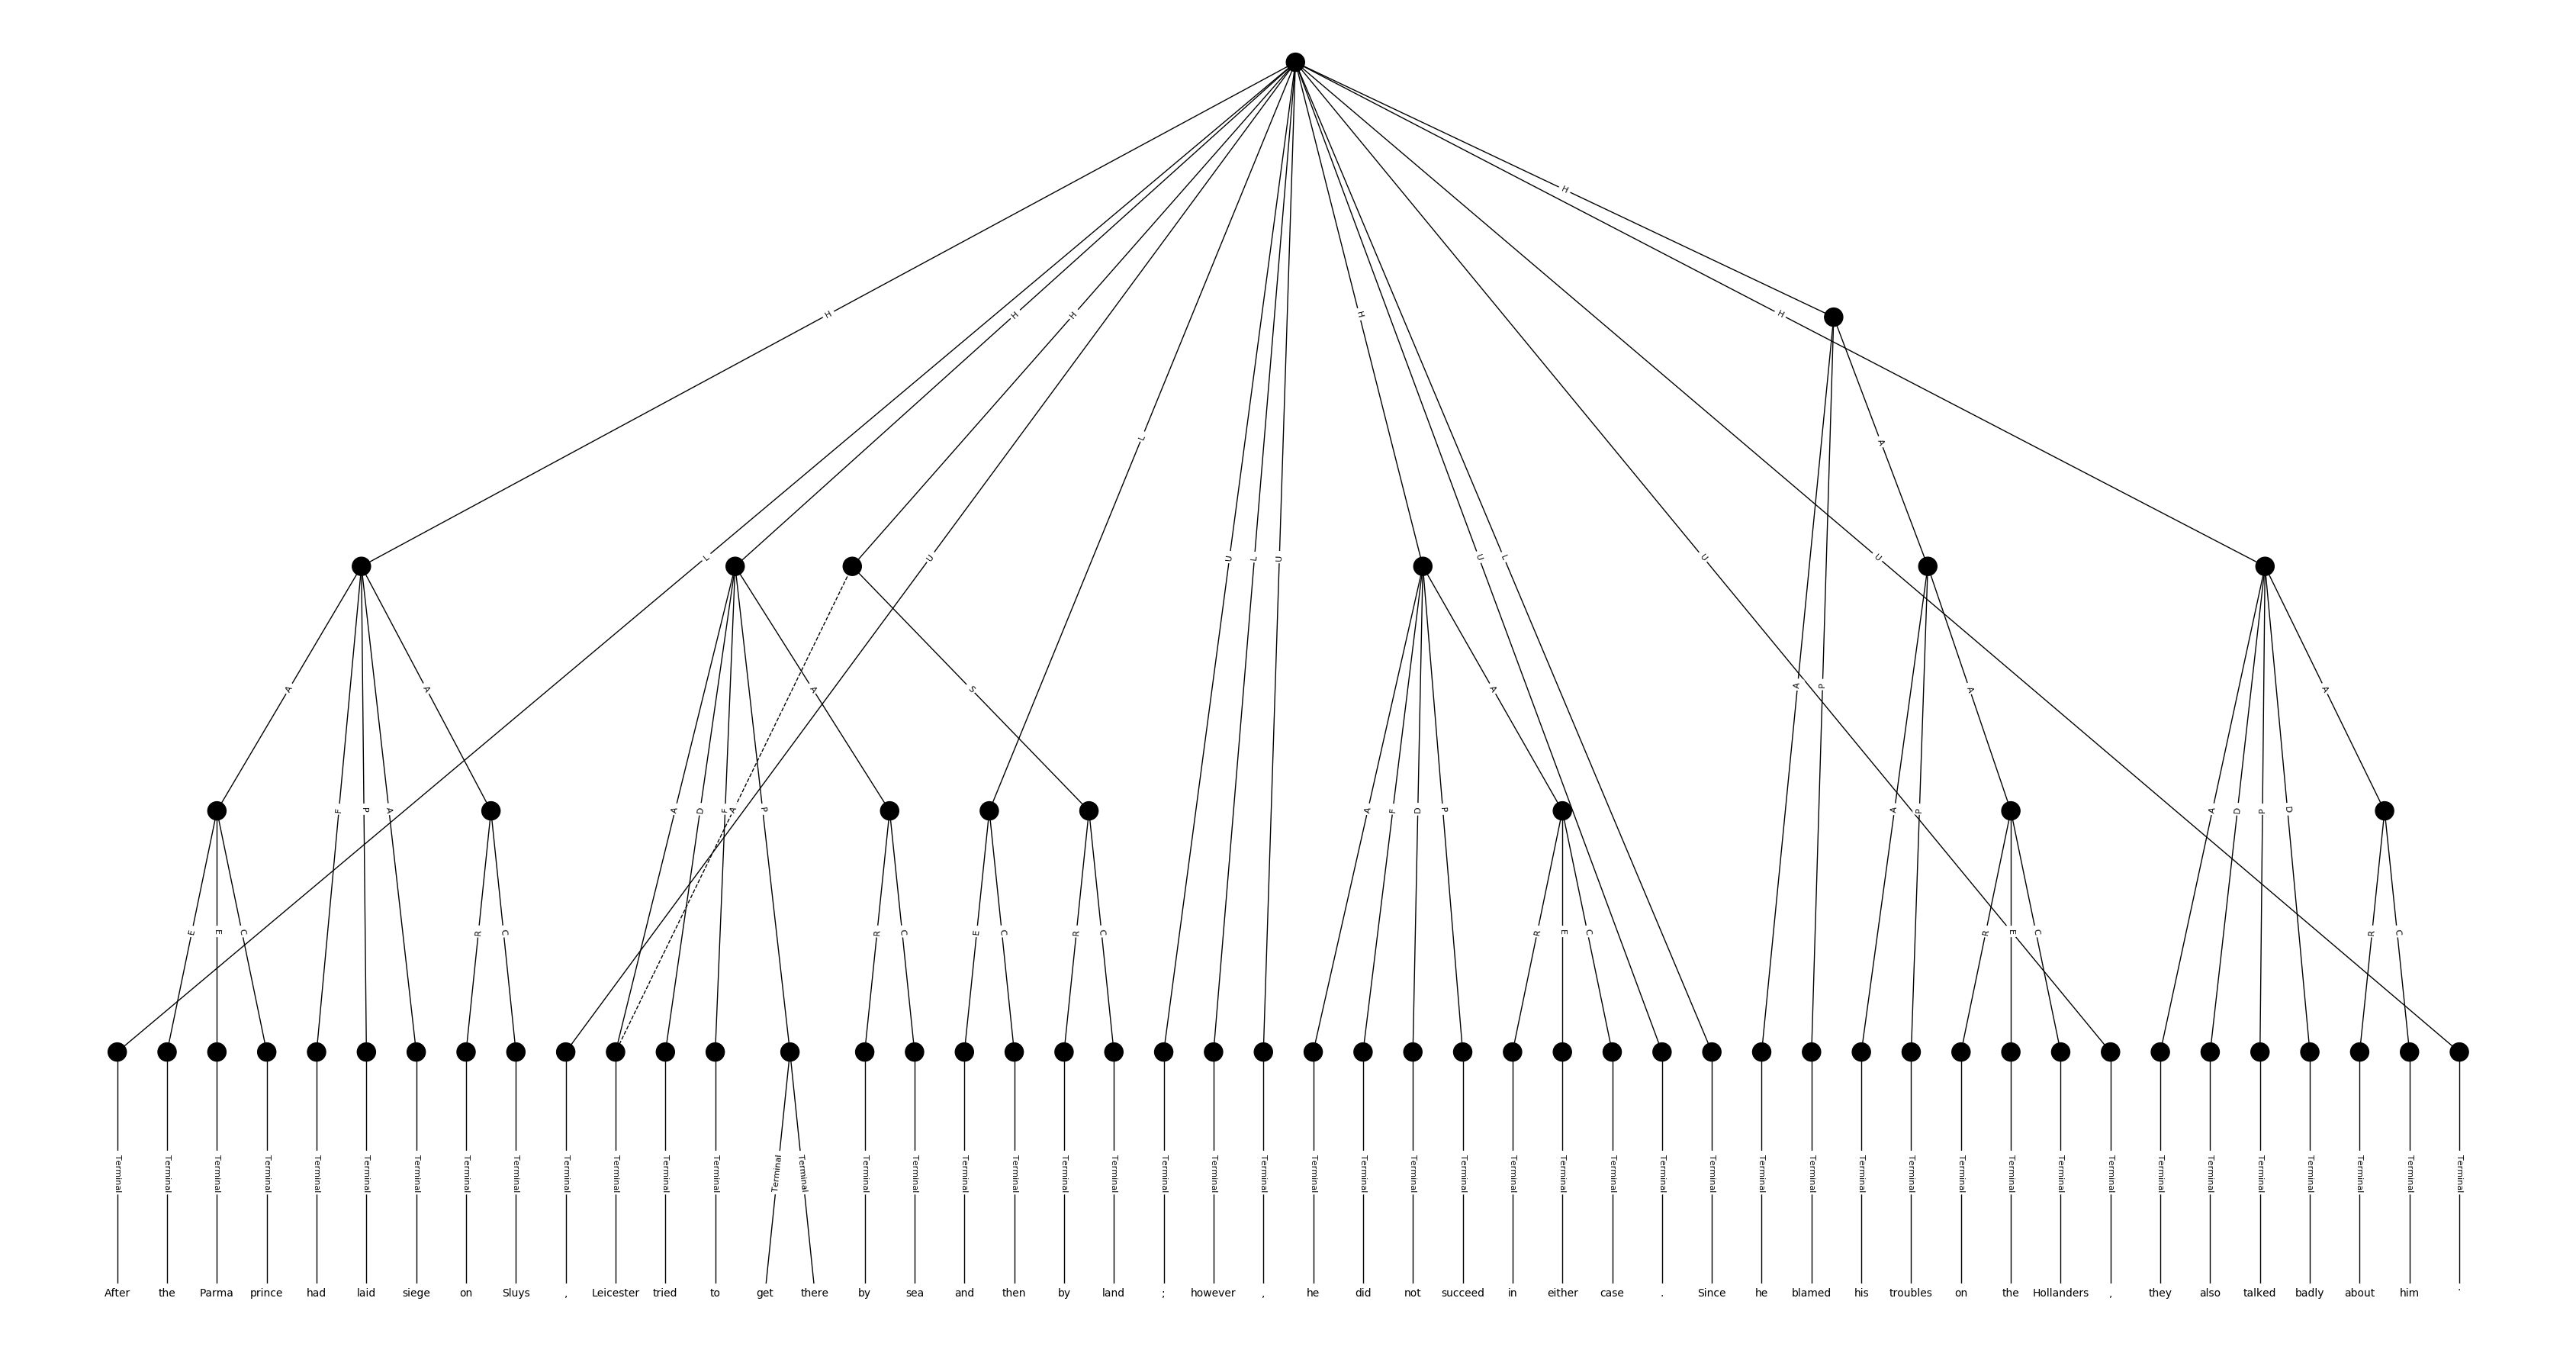 H
H
H H H H
A
L
L U U L U U L U U
A A S A A P A A
F P A A D F A P A F D P A P A D P D
E E C R C R C E C R C R E C R E C R C
Terminal Terminal Terminal Terminal Terminal Terminal Terminal Terminal Terminal Terminal Terminal Terminal Terminal Terminal Terminal Terminal Terminal Terminal Terminal Terminal Terminal Terminal Terminal Terminal Terminal Terminal Terminal Terminal Terminal Terminal Terminal Terminal Terminal Terminal Terminal Terminal Terminal Terminal Terminal Terminal Terminal Terminal Terminal Terminal Terminal Terminal Terminal Terminal
After the Parma prince had laid siege on Sluys , Leicester tried to get there by sea and then by land ; however , he did not succeed in either case . Since he blamed his troubles on the Hollanders , they also talked badly about him .